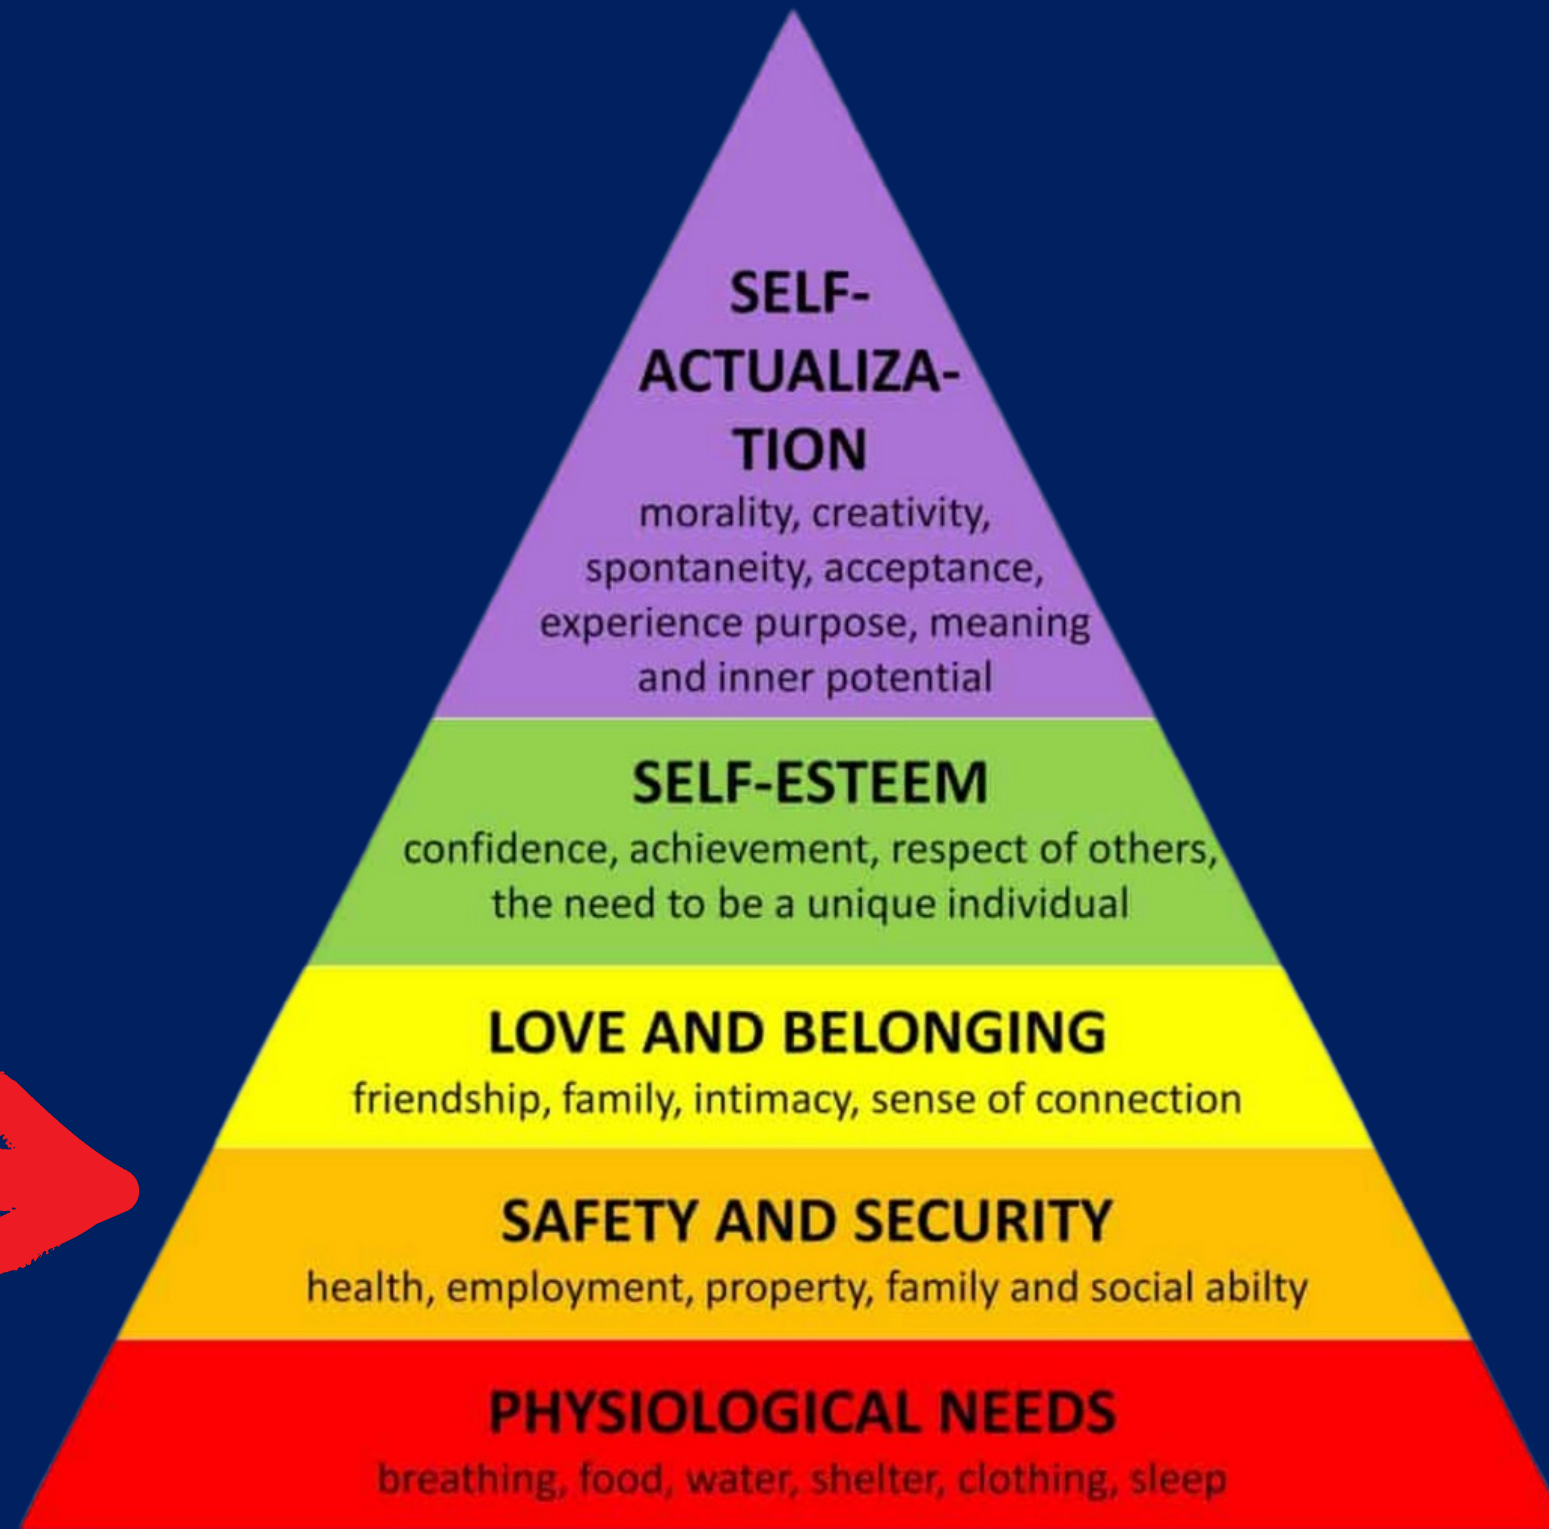 SELF-
ACTUALIZA-
TION
morality, creativity,
spontaneity, acceptance,
experience purpose, meaning
and inner potential
SELF-ESTEEM
confidence, achievement, respect of others,
the need to be a unique individual
LOVE AND BELONGING
friendship, family, intimacy, sense of connection
SAFETY AND SECURITY
health, employment, property, family and social abilty
PHYSIOLOGICAL NEEDS
breathing, food, water, shelter, clothing, sleep